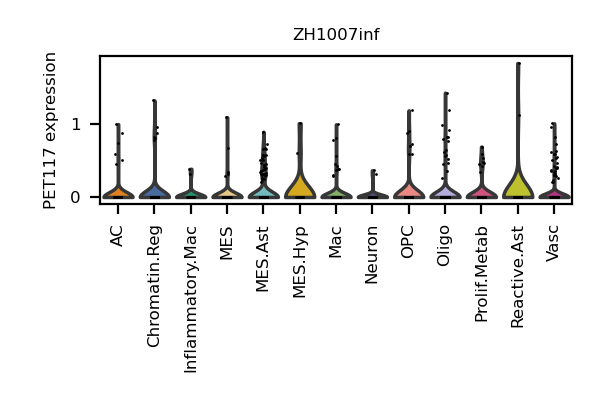 ZH1007inf
PET117 expression
1
0
AC
Chromatin.Reg
Inflammatory.Mac
MES
MES.Ast
MES.Hyp
Mac
Neuron
OPC
Oligo
Prolif.Metab
Reactive.Ast
Vasc